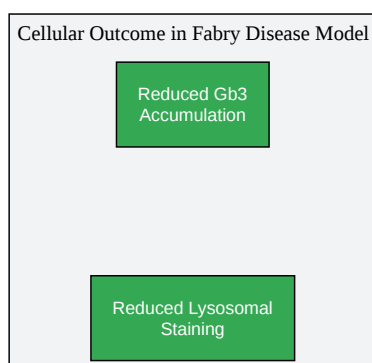 Cellular Outcome in Fabry Disease Model
Reduced Gb3
Accumulation
Reduced Lysosomal
Staining